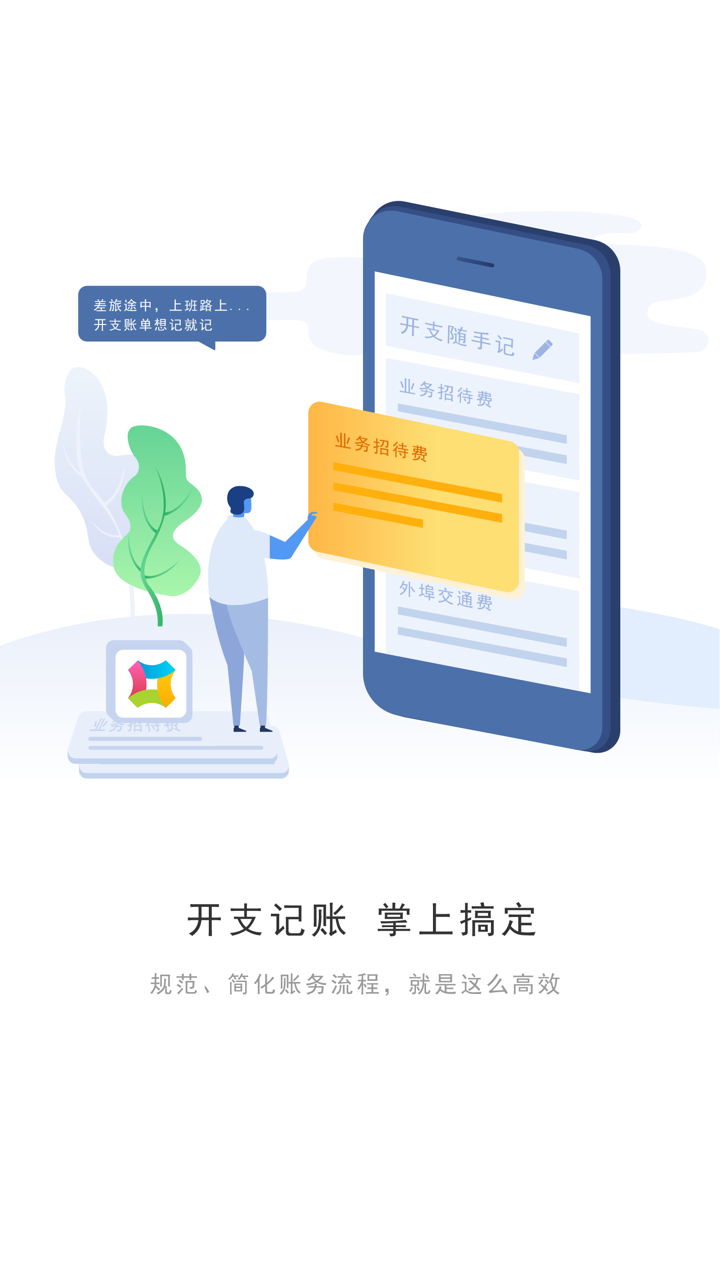 差旅途中，上班路上...
开支账单想记就记
开支随手记
业务招待费
业务招待费
外埠交通费
业务招待费
开支记账 掌上搞定
规范、简化账务流程，就是这么高效